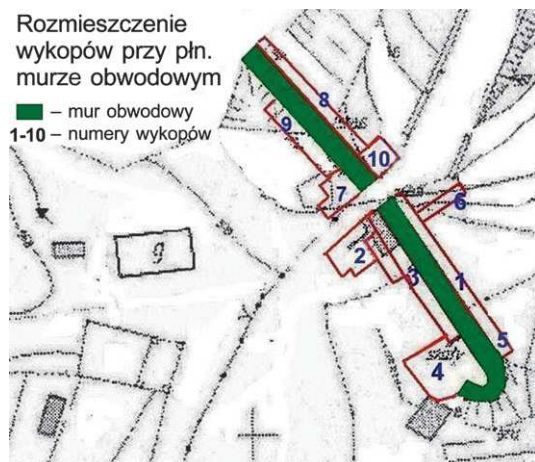 Rozmieszczenie
wykopów przy płn.
murze obwodowym
– mur obwodowy
1-10 – numery wykopów
8
9
10
7
6
2
g
3
1
5
skały
4